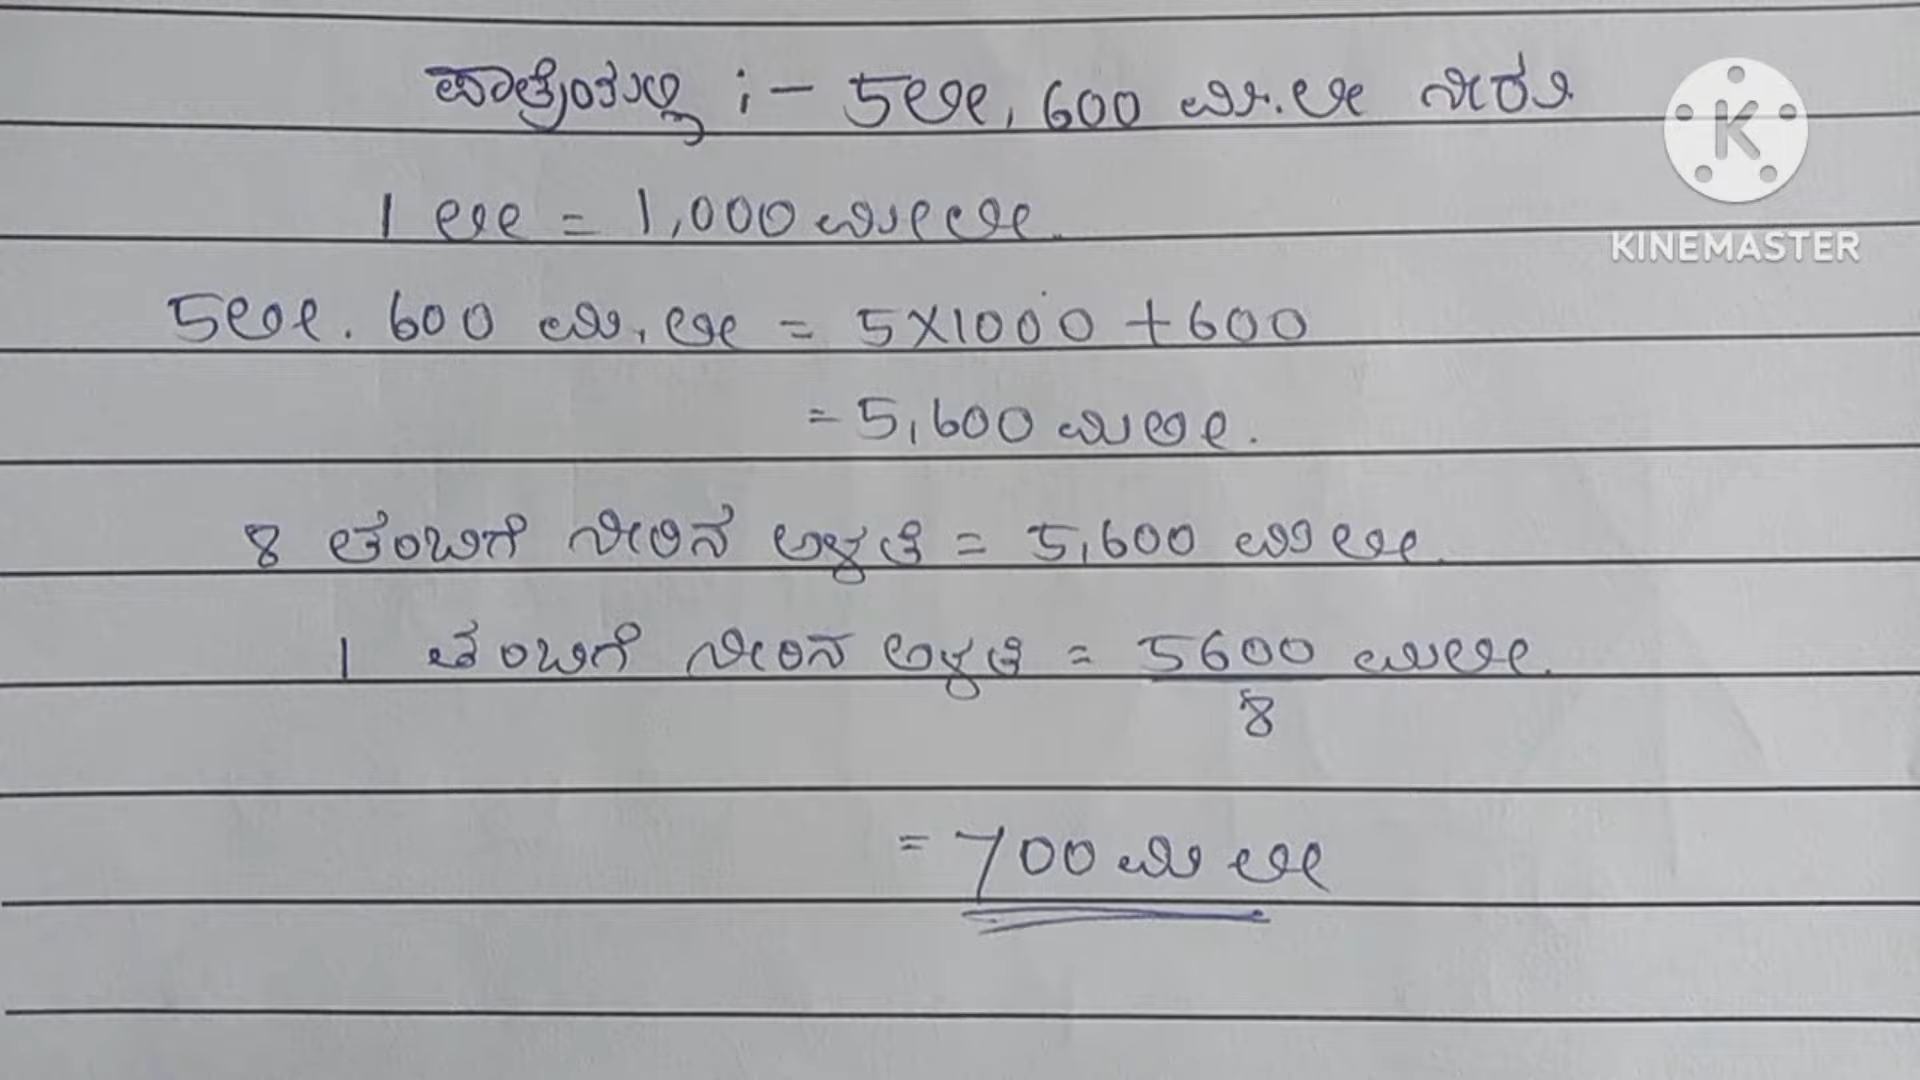 ಪಾತ್ರೆಯಲ್ಲಿ :- 5ಲೀ, 600 ಮಿ.ಲೀ ನೀರು
1 ಲೀ = 1,000 ಮೀಲೀ.
5ಲೀ. 600 ಮಿ.ಲೀ = 5X1000 + 600
= 5,600 ಮಿಲೀ.
8 ತಂಬಿಗೆ ನೀರಿನ ಅಳತೆ = 5,600 ಮಿಲೀ.
1 ತಂಬಿಗೆ ನೀರಿನ ಅಳತೆ = 5600 ಮಿಲೀ.
8
= 700 ಮಿ ಲೀ
K
KINEMASTER